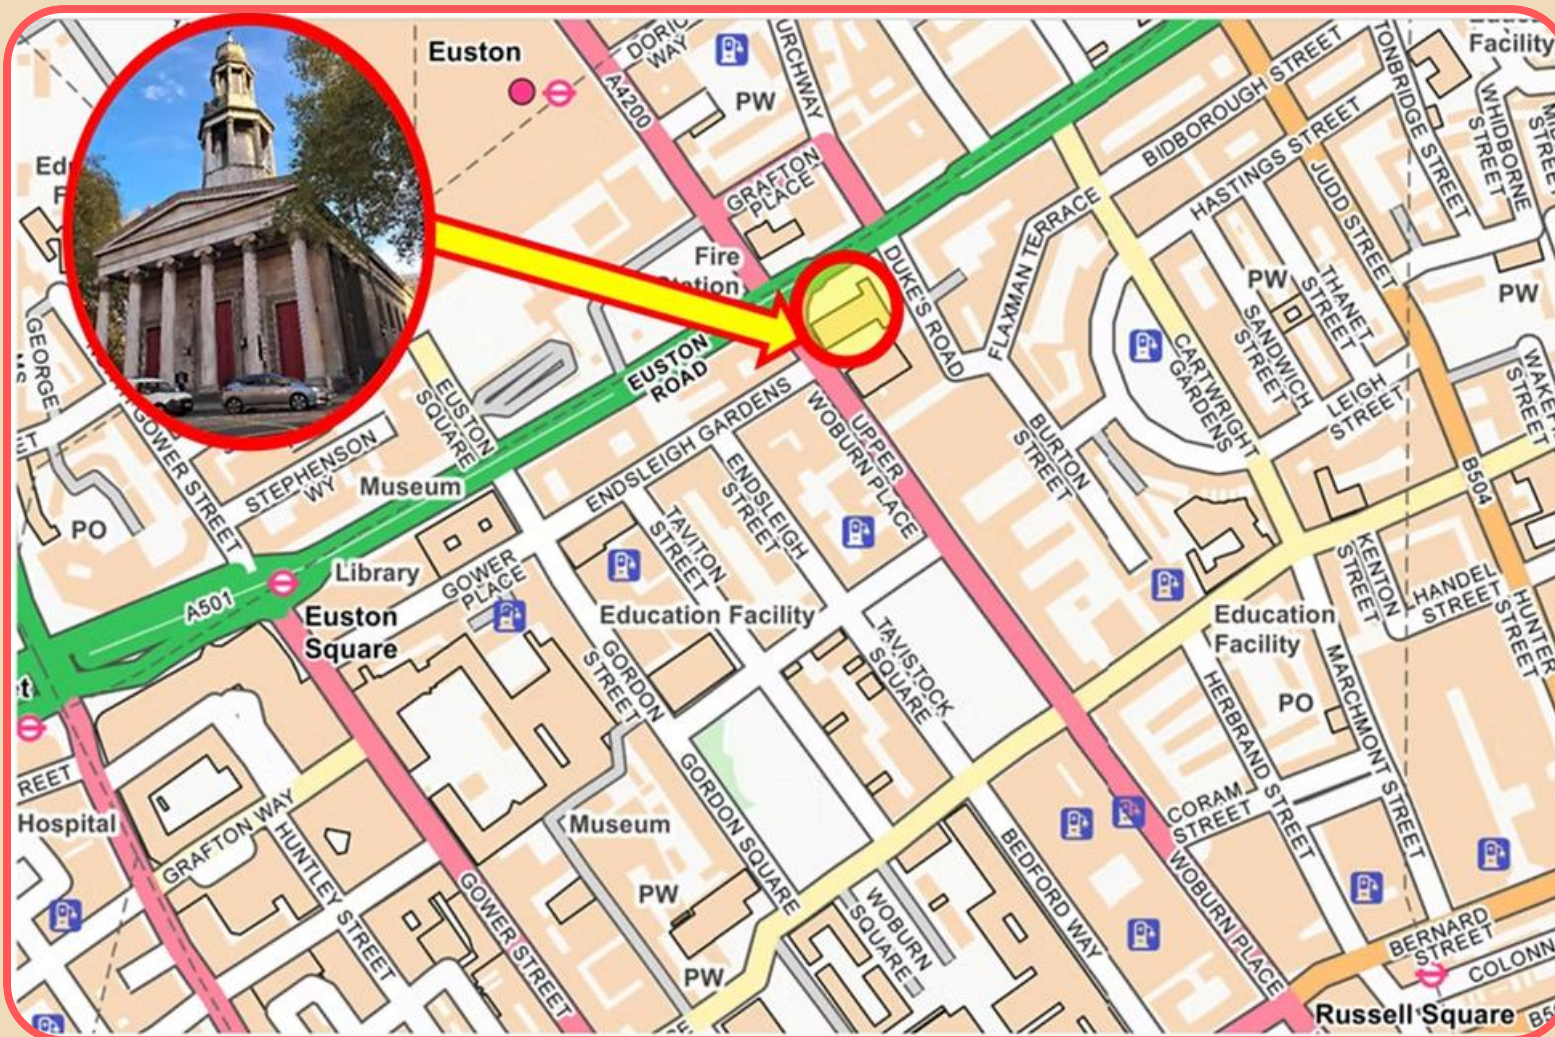 Euston
DORIC
WAY
A4200
PW
URCHWAY
GRAFTON
PLACE
BIDBOROUGH STREET
HASTINGS STREET
TONBRIDGE STREET
JUDD STREET
Facility
WHIDBORNE
STREET
Fire
Station
DUKE'S ROAD
FLAXMAN TERRACE
PW
THANET
STREET
SANDWICH
STREET
PW
CARTWRIGHT
GARDENS
LEIGH
STREET
GEORGE
EUSTON
ROAD
EUSTON
SQUARE
STEPHENSON
WY
GOWER STREET
Museum
PO
ENDSLEIGH GARDENS
UPPER
WOBURN PLACE
ENDSLEIGH
STREET
TAVITON
STREET
BURTON
STREET
B504
KENTON
STREET
HANDEL
STREET
HUNTER
STREET
A501
Library
GOWER
PLACE
Euston
Square
Education Facility
GORDON
STREET
TAVISTOCK
SQUARE
Education
Facility
HERBRAND STREET
MARCHMONT STREET
PO
CORAM
STREET
Hospital
GRAFTON WAY
HUNTLEY STREET
Museum
GORDON SQUARE
GOWER STREET
PW
PW
WOBURN
SQUARE
BEDFORD WAY
WOBURN PLACE
BERNARD
STREET
Russell Square